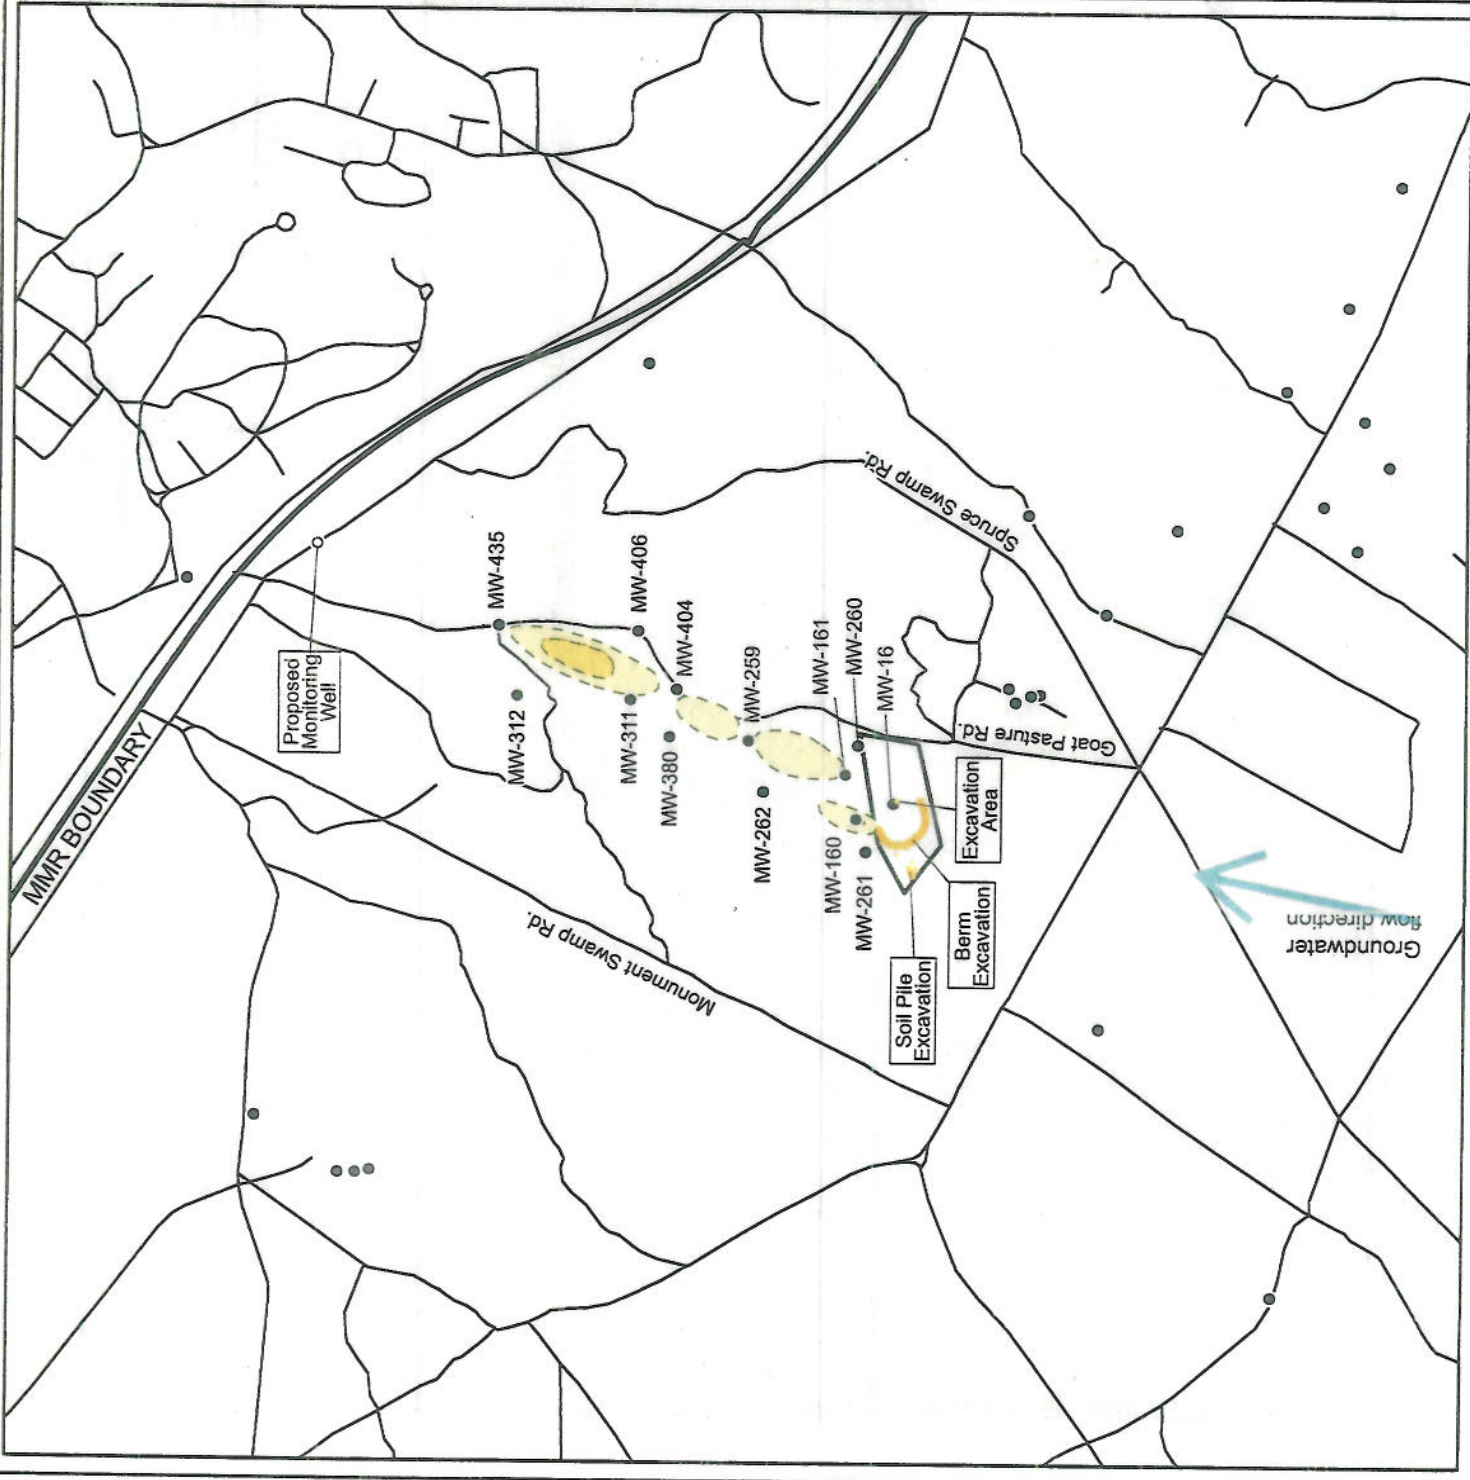 MMR BOUNDARY
Proposed
Monitoring
Well
MW-435
MW-312
MW-406
MW-311
MW-404
MW-380
MW-259
MW-262
MW-161
MW-260
MW-16
MW-160
MW-261
Spruce Swamp Rd.
Goat Pasture Rd.
Monument Swamp Rd.
Excavation
Area
Berm
Excavation
Soil Pile
Excavation
Groundwater
flow direction